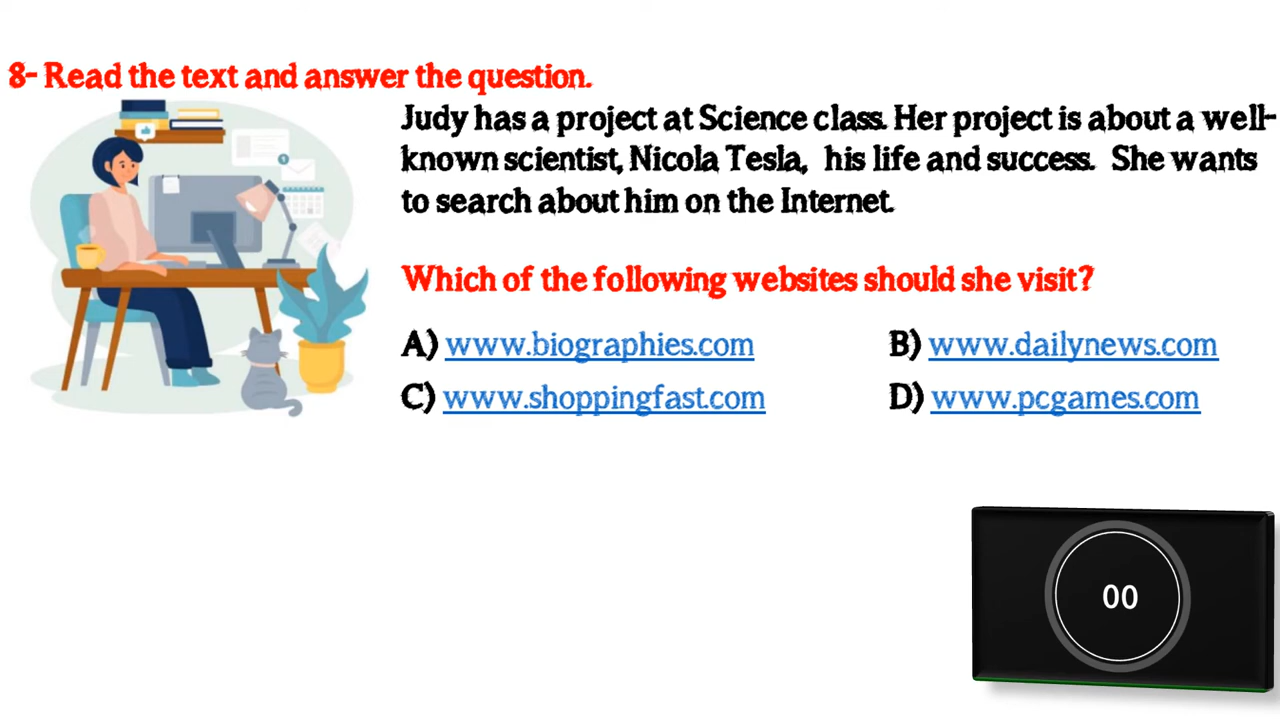 8- Read the text and answer the question.
Judy has a project at Science class. Her project is about a well-
known scientist, Nicola Tesla, his life and success. She wants
to search about him on the Internet.
Which of the following websites should she visit?
A) www.biographies.com B) www.dailynews.com
C) www.shoppingfast.com D) www.pcgames.com
00